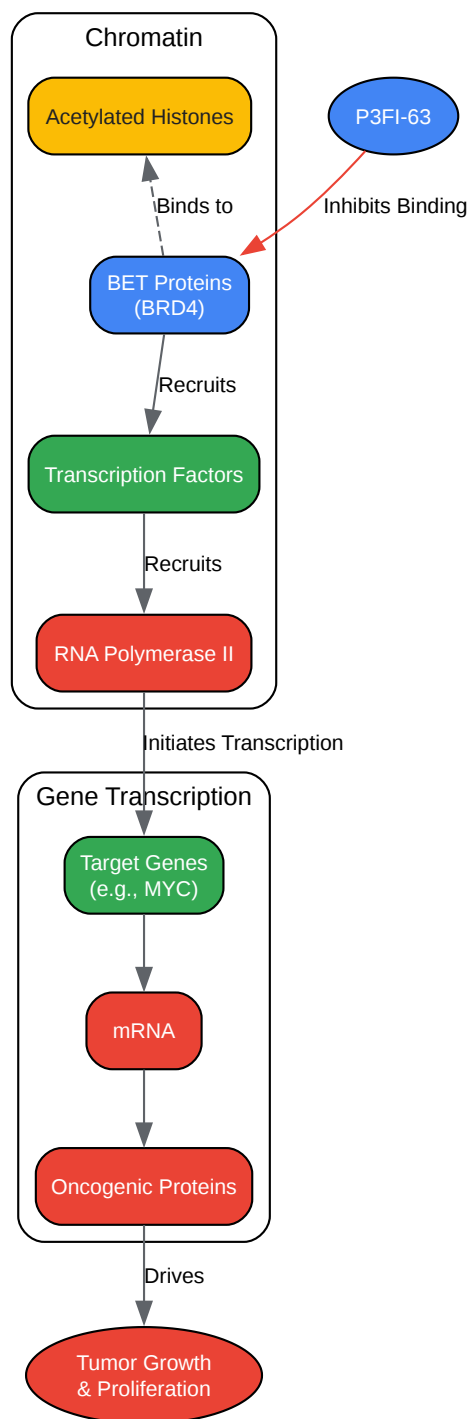 Chromatin
Acetylated Histones
P3FI-63
Binds to
Inhibits Binding
BET Proteins
(BRD4)
Recruits
Transcription Factors
Recruits
RNA Polymerase II
Initiates Transcription
Gene Transcription
Target Genes
(e.g., MYC)
mRNA
Oncogenic Proteins
Drives
Tumor Growth
& Proliferation